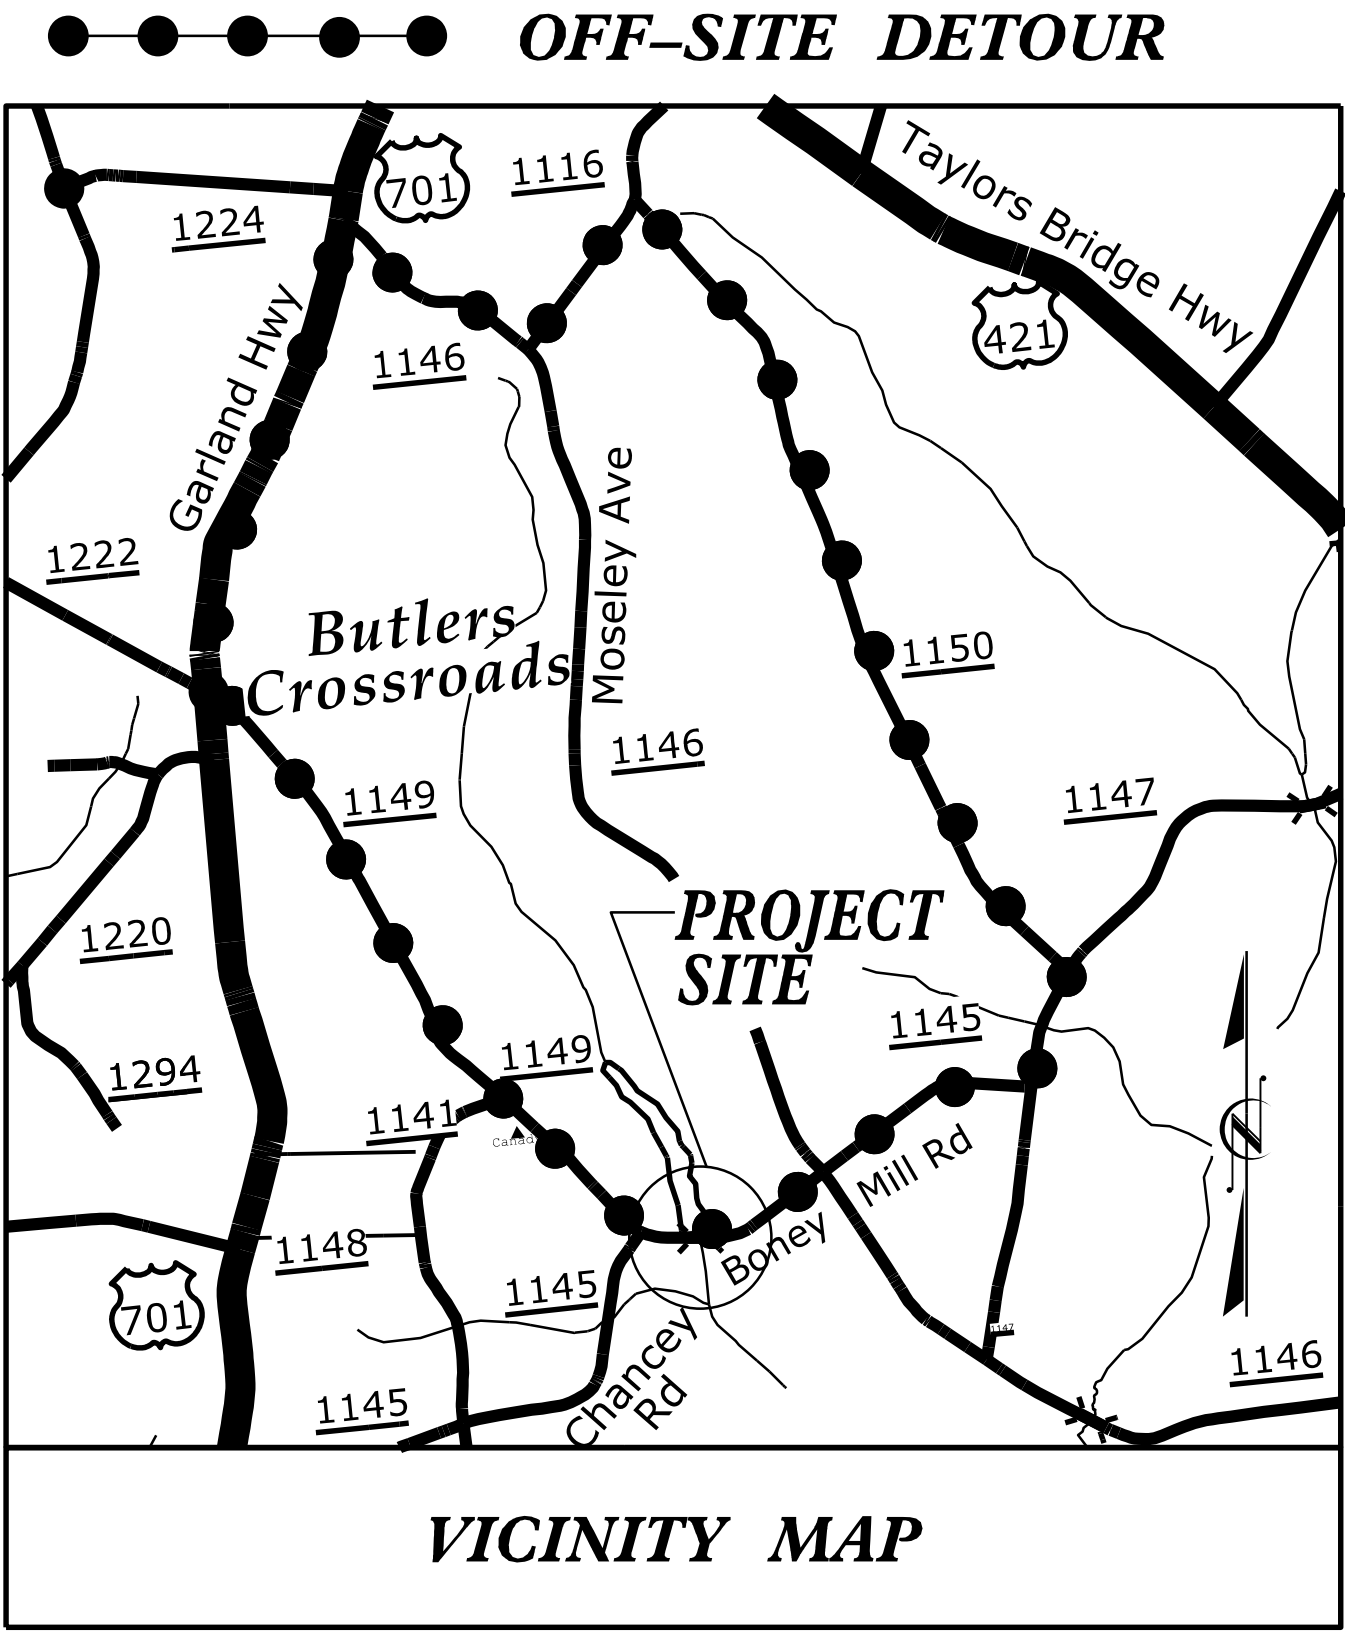 OFF–SITE DETOUR
701
1116
Taylors Bridge Hwy
1224
421
Garland Hwy
1146
Moseley Ave
1222
Butlers
Crossroads
1150
1146
1149
1147
PROJECT
SITE
1220
1145
1149
1294
1141
Canad
N
Mill Rd
Boney
1148
1145
701
Chancey
Rd
1147
1146
1145
VICINITY MAP